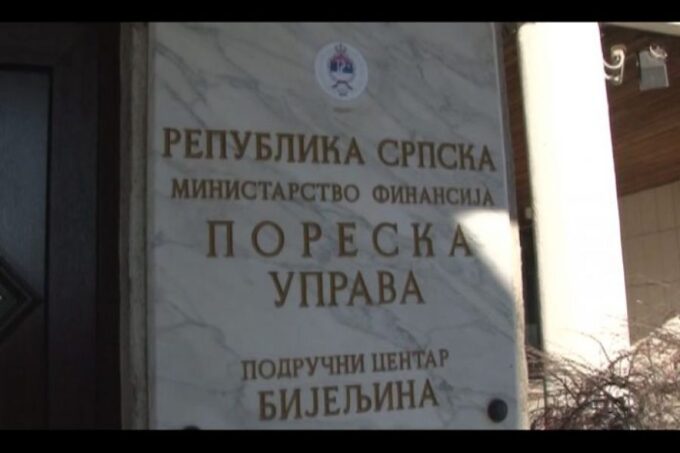 РЕПУБЛИКА СРПСКА
МИНИСТАРСТВО ФИНАНСИЈА
ПОРЕСКА
УПРАВА
ПОДРУЧНИ ЦЕНТАР
БИЈЕЉИНА